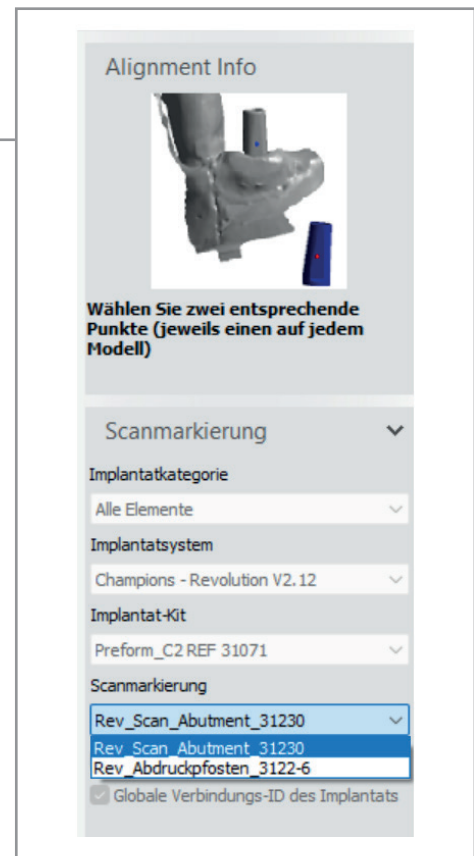 Alignment Info
Wählen Sie zwei entsprechende
Punkte (jeweils einen auf jedem
Modell)
Scanmarkierung
Implantatkategorie
Alle Elemente
Implantatsystem
Champions - Revolution V2.12
Implantat-Kit
Preform_C2 REF 31071
Scanmarkierung
Rev_Scan_Abutment_31230
Rev_Scan_Abutment_31230
Rev_Abdruckpfosten_3122-6
Globale Verbindungs-ID des Implantats